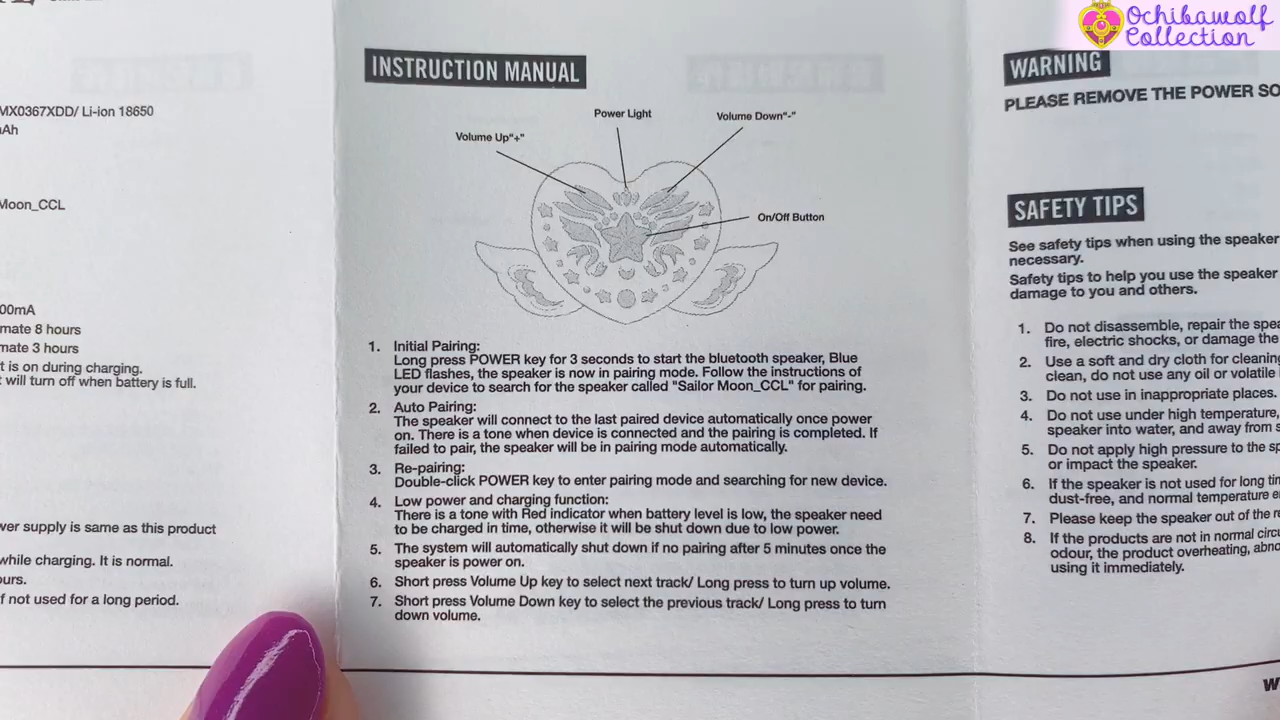 Ochibawolf
Collection
MX0367XDD/ Li-ion 18650
Moon_CCL
00mA
8 hours
3 hours
is on during charging.
will turn off when battery is full.
supply is same as this product
while charging. It is normal.
if not used for a long period.
INSTRUCTION MANUAL
Power Light
Volume Down"-"
Volume Up"+"
On/Off Button
1. Initial Pairing:
Long press POWER key for 3 seconds to start the bluetooth speaker, Blue
LED flashes, the speaker is now in pairing mode. Follow the instructions of
your device to search for the speaker called "Sailor Moon_CCL" for pairing.
2. Auto Pairing:
The speaker will connect to the last paired device automatically once power
on. There is a tone when device is connected and the pairing is completed. If
failed to pair, the speaker will be in pairing mode automatically.
3. Re-pairing:
Double-click POWER key to enter pairing mode and searching for new device.
4. Low power and charging function:
There is a tone with Red indicator when battery level is low, the speaker need
to be charged in time, otherwise it will be shut down due to low power.
5. The system will automatically shut down if no pairing after 5 minutes once the
speaker is power on.
6. Short press Volume Up key to select next track/ Long press to turn up volume.
7. Short press Volume Down key to select the previous track/ Long press to turn
down volume.
WARNING
PLEASE REMOVE THE POWER SO
SAFETY TIPS
See safety tips when using the speaker
necessary.
Safety tips to help you use the speaker
damage to you and others.
1. Do not disassemble, repair the
fire, electric shocks, or damage the
2. Use a soft and dry cloth for cleaning
clean, do not use any oil or volatile
3. Do not use in inappropriate places.
4. Do not use under high temperature,
speaker into water, and away from
5. Do not apply high pressure to the
or impact the speaker.
6. If the speaker is not used for long
dust-free, and normal temperature
7. Please keep the speaker out of the
8. If the products are not in normal
odour, the product overheating,
using it immediately.